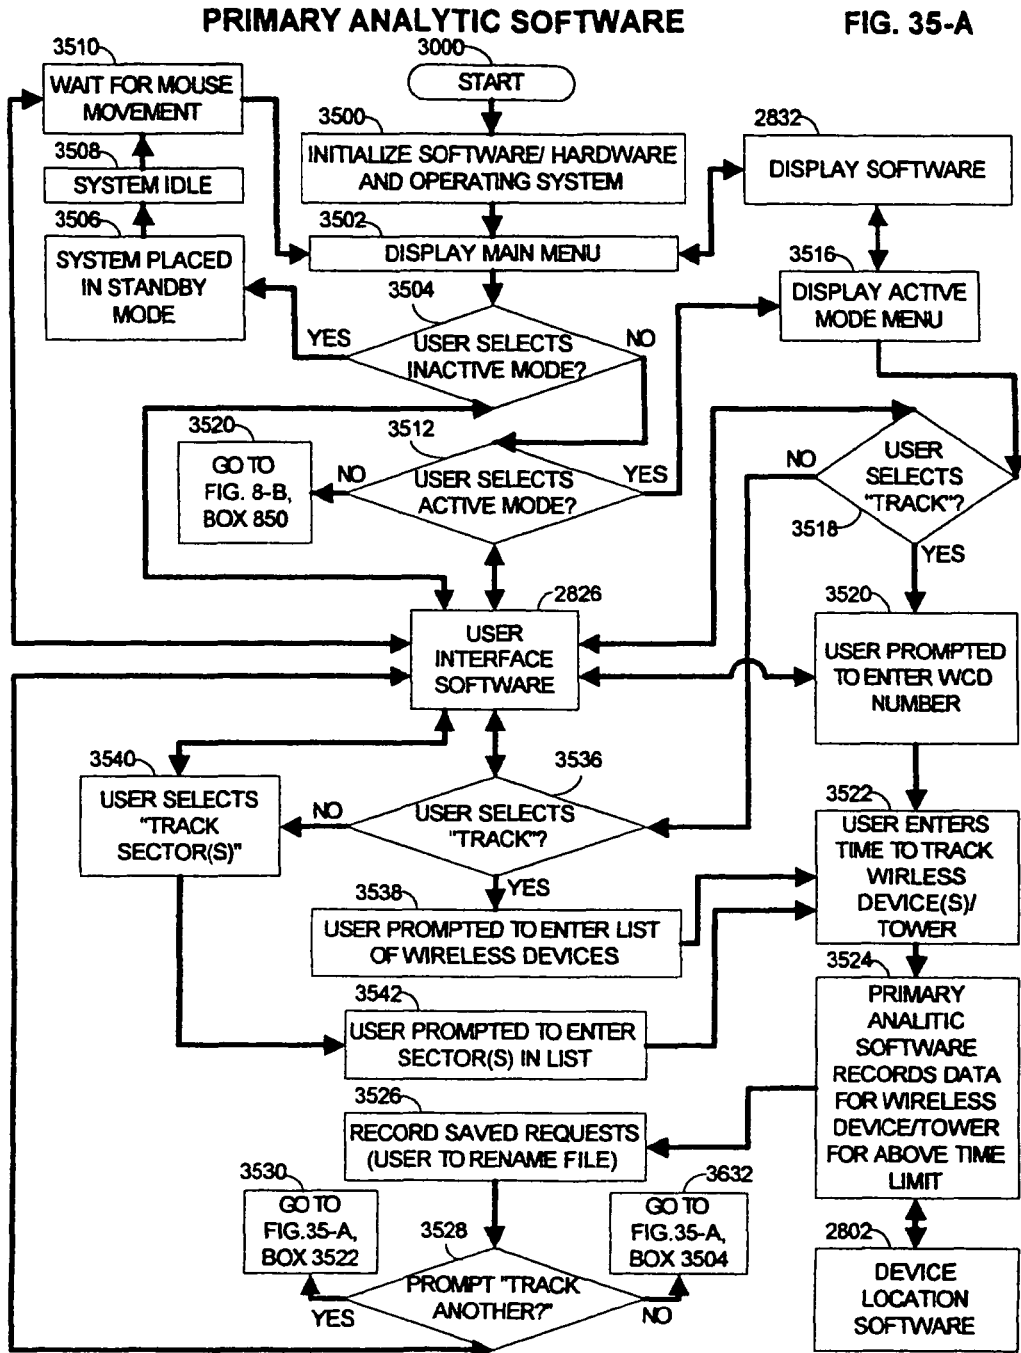 PRIMARY ANALYTIC SOFTWARE
FIG. 35-A
3510
WAIT FOR MOUSE
MOVEMENT
3000
START
3508
SYSTEM IDLE
3500
INITIALIZE SOFTWARE/ HARDWARE
AND OPERATING SYSTEM
2832
DISPLAY SOFTWARE
3506
SYSTEM PLACED
IN STANDBY
MODE
3502
DISPLAY MAIN MENU
3516
DISPLAY ACTIVE
MODE MENU
3504
YES
USER SELECTS
INACTIVE MODE?
NO
3520
GO TO
FIG. 8-B,
BOX 850
3512
NO
USER SELECTS
ACTIVE MODE?
YES
NO
USER
SELECTS
"TRACK"?
3518
YES
2826
USER
INTERFACE
SOFTWARE
3520
USER PROMPTED
TO ENTER WCD
NUMBER
3540
USER SELECTS
"TRACK
SECTOR(S)"
3536
NO
USER SELECTS
"TRACK"?
YES
3522
USER ENTERS
TIME TO TRACK
WIRLESS
DEVICE(S)/
TOWER
3538
USER PROMPTED TO ENTER LIST
OF WIRELESS DEVICES
3542
USER PROMPTED TO ENTER
SECTOR(S) IN LIST
3524
PRIMARY
ANALITIC
SOFTWARE
RECORDS DATA
FOR WIRELESS
DEVICE/TOWER
FOR ABOVE TIME
LIMIT
3526
RECORD SAVED REQUESTS
(USER TO RENAME FILE)
3530
GO TO
FIG.35-A,
BOX 3522
3528
YES
PROMPT "TRACK
ANOTHER?"
NO
3632
GO TO
FIG.35-A,
BOX 3504
2802
DEVICE
LOCATION
SOFTWARE